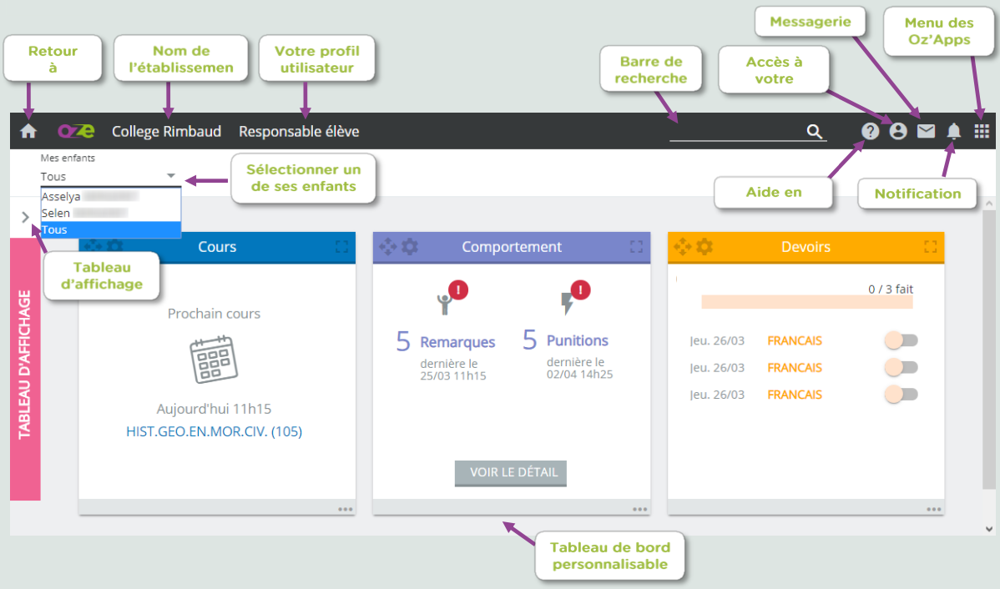 Messagerie
Menu des
Oz'Apps
Retour
à
Nom de
l'établissemen
Votre profil
utilisateur
Barre de
recherche
Accès à
votre
oze
College Rimbaud
Responsable élève
Mes enfants
Tous
Sélectionner un
de ses enfants
Aide en
Notification
Asselya
Selen
Tous
Tableau
d'affichage
TABLEAU D'AFFICHAGE
Cours
Prochain cours
Aujourd'hui 11h15
HIST.GEO.EN.MOR.CIV. (105)
Comportement
5 Remarques
dernière le
25/03 11h15
5 Punitions
dernière le
02/04 14h25
VOIR LE DÉTAIL
Devoirs
0 / 3 fait
Jeu. 26/03 FRANCAIS
Jeu. 26/03 FRANCAIS
Jeu. 26/03 FRANCAIS
Tableau de bord
personnalisable